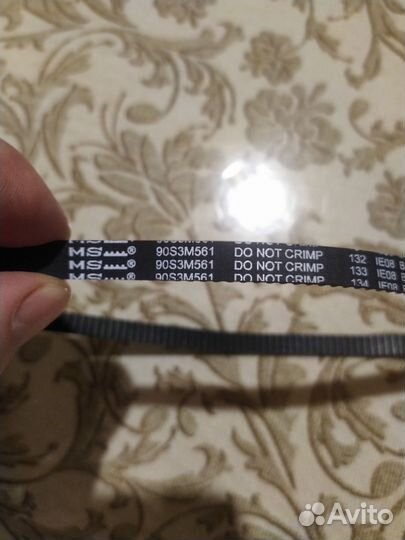 MS ® 90S3M561 DO NOT CRIMP 132 IE08
MS ® 90S3M561 DO NOT CRIMP 133 IE08
MS ® 90S3M561 DO NOT CRIMP 134 IE08
Avito